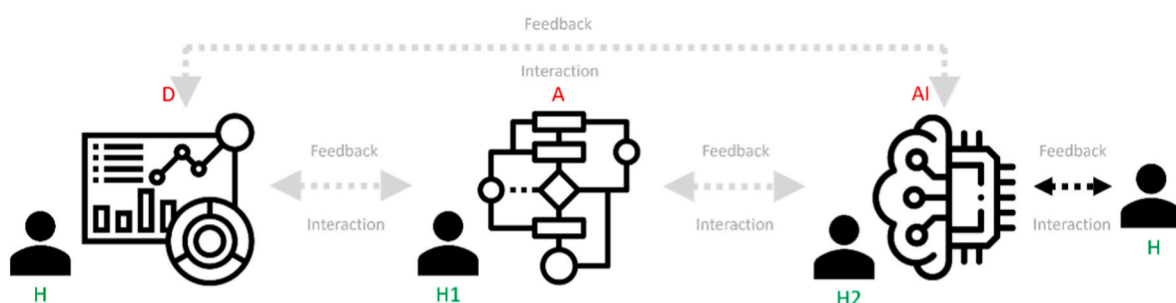 Feedback
Interaction
D
A
AI
Feedback
Feedback
Feedback
Interaction
Interaction
Interaction
H
H1
H2
H